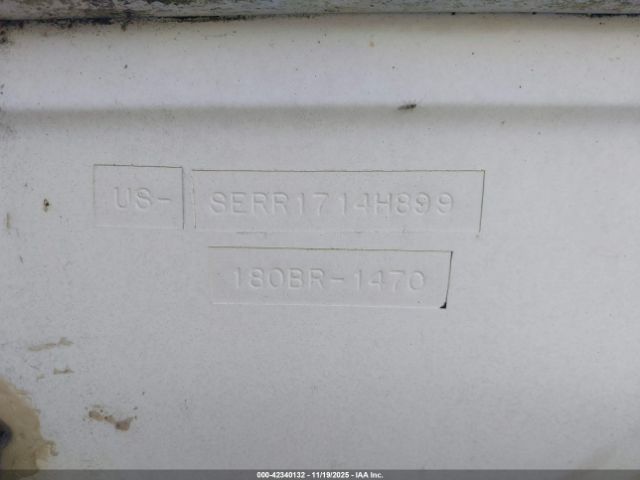 US- SERR1714H899
180BR-1470
000-42340132 - 11/19/2025 - IAA Inc.